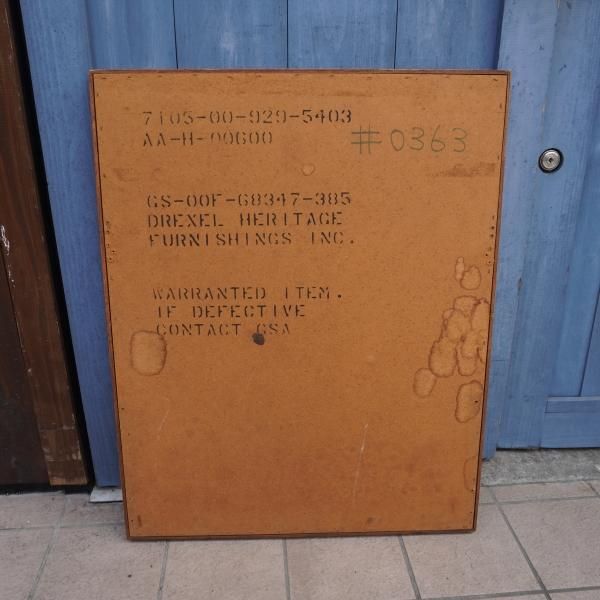 7105-00-929-5403
AA-H-00600
#0363
GS-00F-68347-385
DREXEL HERITAGE
FURNISHINGS INC.
WARRANTED ITEM.
IF DEFECTIVE
CONTACT GSA